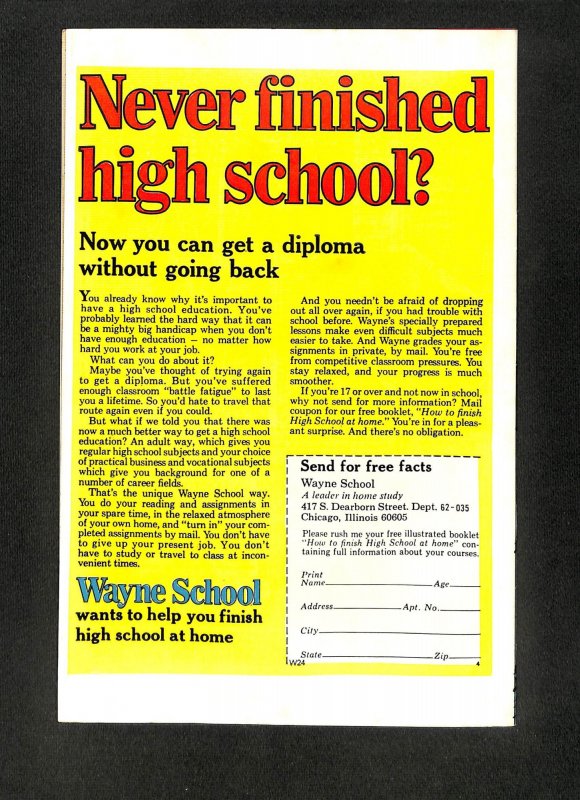 Never finished
high school?
Now you can get a diploma
without going back
You already know why it's important to
have a high school education. You've
probably learned the hard way that it can
be a mighty big handicap when you don't
have enough education — no matter how
hard you work at your job.
What can you do about it?
Maybe you've thought of trying again
to get a diploma. But you've suffered
enough classroom "battle fatigue" to last
you a lifetime. So you'd hate to travel that
route again even if you could.
But what if we told you that there was
now a much better way to get a high school
education? An adult way, which gives you
regular high school subjects and your choice
of practical business and vocational subjects
which give you background for one of a
number of career fields.
That's the unique Wayne School way.
You do your reading and assignments in
your spare time, in the relaxed atmosphere
of your own home, and "turn in" your com-
pleted assignments by mail. You don't have
to give up your present job. You don't
have to study or travel to class at incon-
venient times.
Wayne School
wants to help you finish
high school at home
And you needn't be afraid of dropping
out all over again, if you had trouble with
school before. Wayne's specially prepared
lessons make even difficult subjects much
easier to take. And Wayne grades your as-
signments in private, by mail. You're free
from competitive classroom pressures. You
stay relaxed, and your progress is much
smoother.
If you're 17 or over and not now in school,
why not send for more information? Mail
coupon for our free booklet, "How to finish
High School at home." You're in for a pleas-
ant surprise. And there's no obligation.
Send for free facts
Wayne School
A leader in home study
417 S. Dearborn Street. Dept. 62-035
Chicago, Illinois 60605
Please rush me your free illustrated booklet
"How to finish High School at home" con-
taining full information about your courses.
Print
Name Age
Address Apt. No.
City
State Zip
W24 4